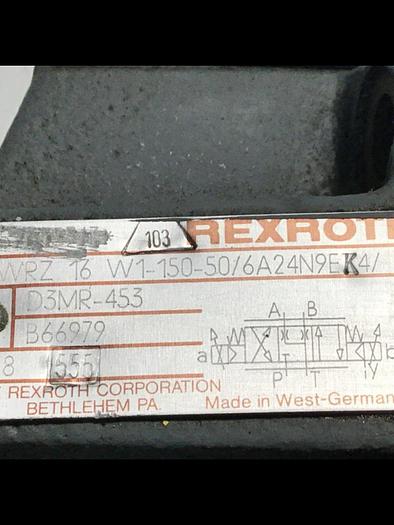 103 REXROTH
WRZ 16 W1-150-50/6A24N9EK4/
D3MR-453
B66979
8 555
A B
a b
P T Y
REXROTH CORPORATION
BETHLEHEM PA.
Made in West-German